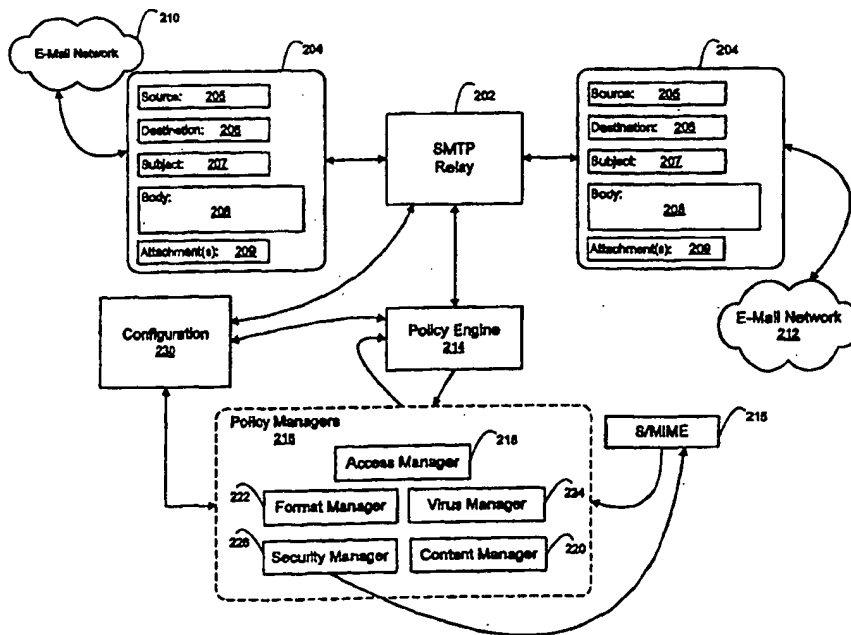 210
E-Mail Network
204
Source: 205
Destination: 206
Subject: 207
Body:
208
Attachment(s): 209
202
SMTP
Relay
204
Source: 205
Destination: 206
Subject: 207
Body:
208
Attachment(s): 209
Configuration
230
Policy Engine
214
E-Mail Network
212
Policy Managers
216
218
Access Manager
S/MIME
215
222
Format Manager
Virus Manager
224
226
Security Manager
Content Manager
220